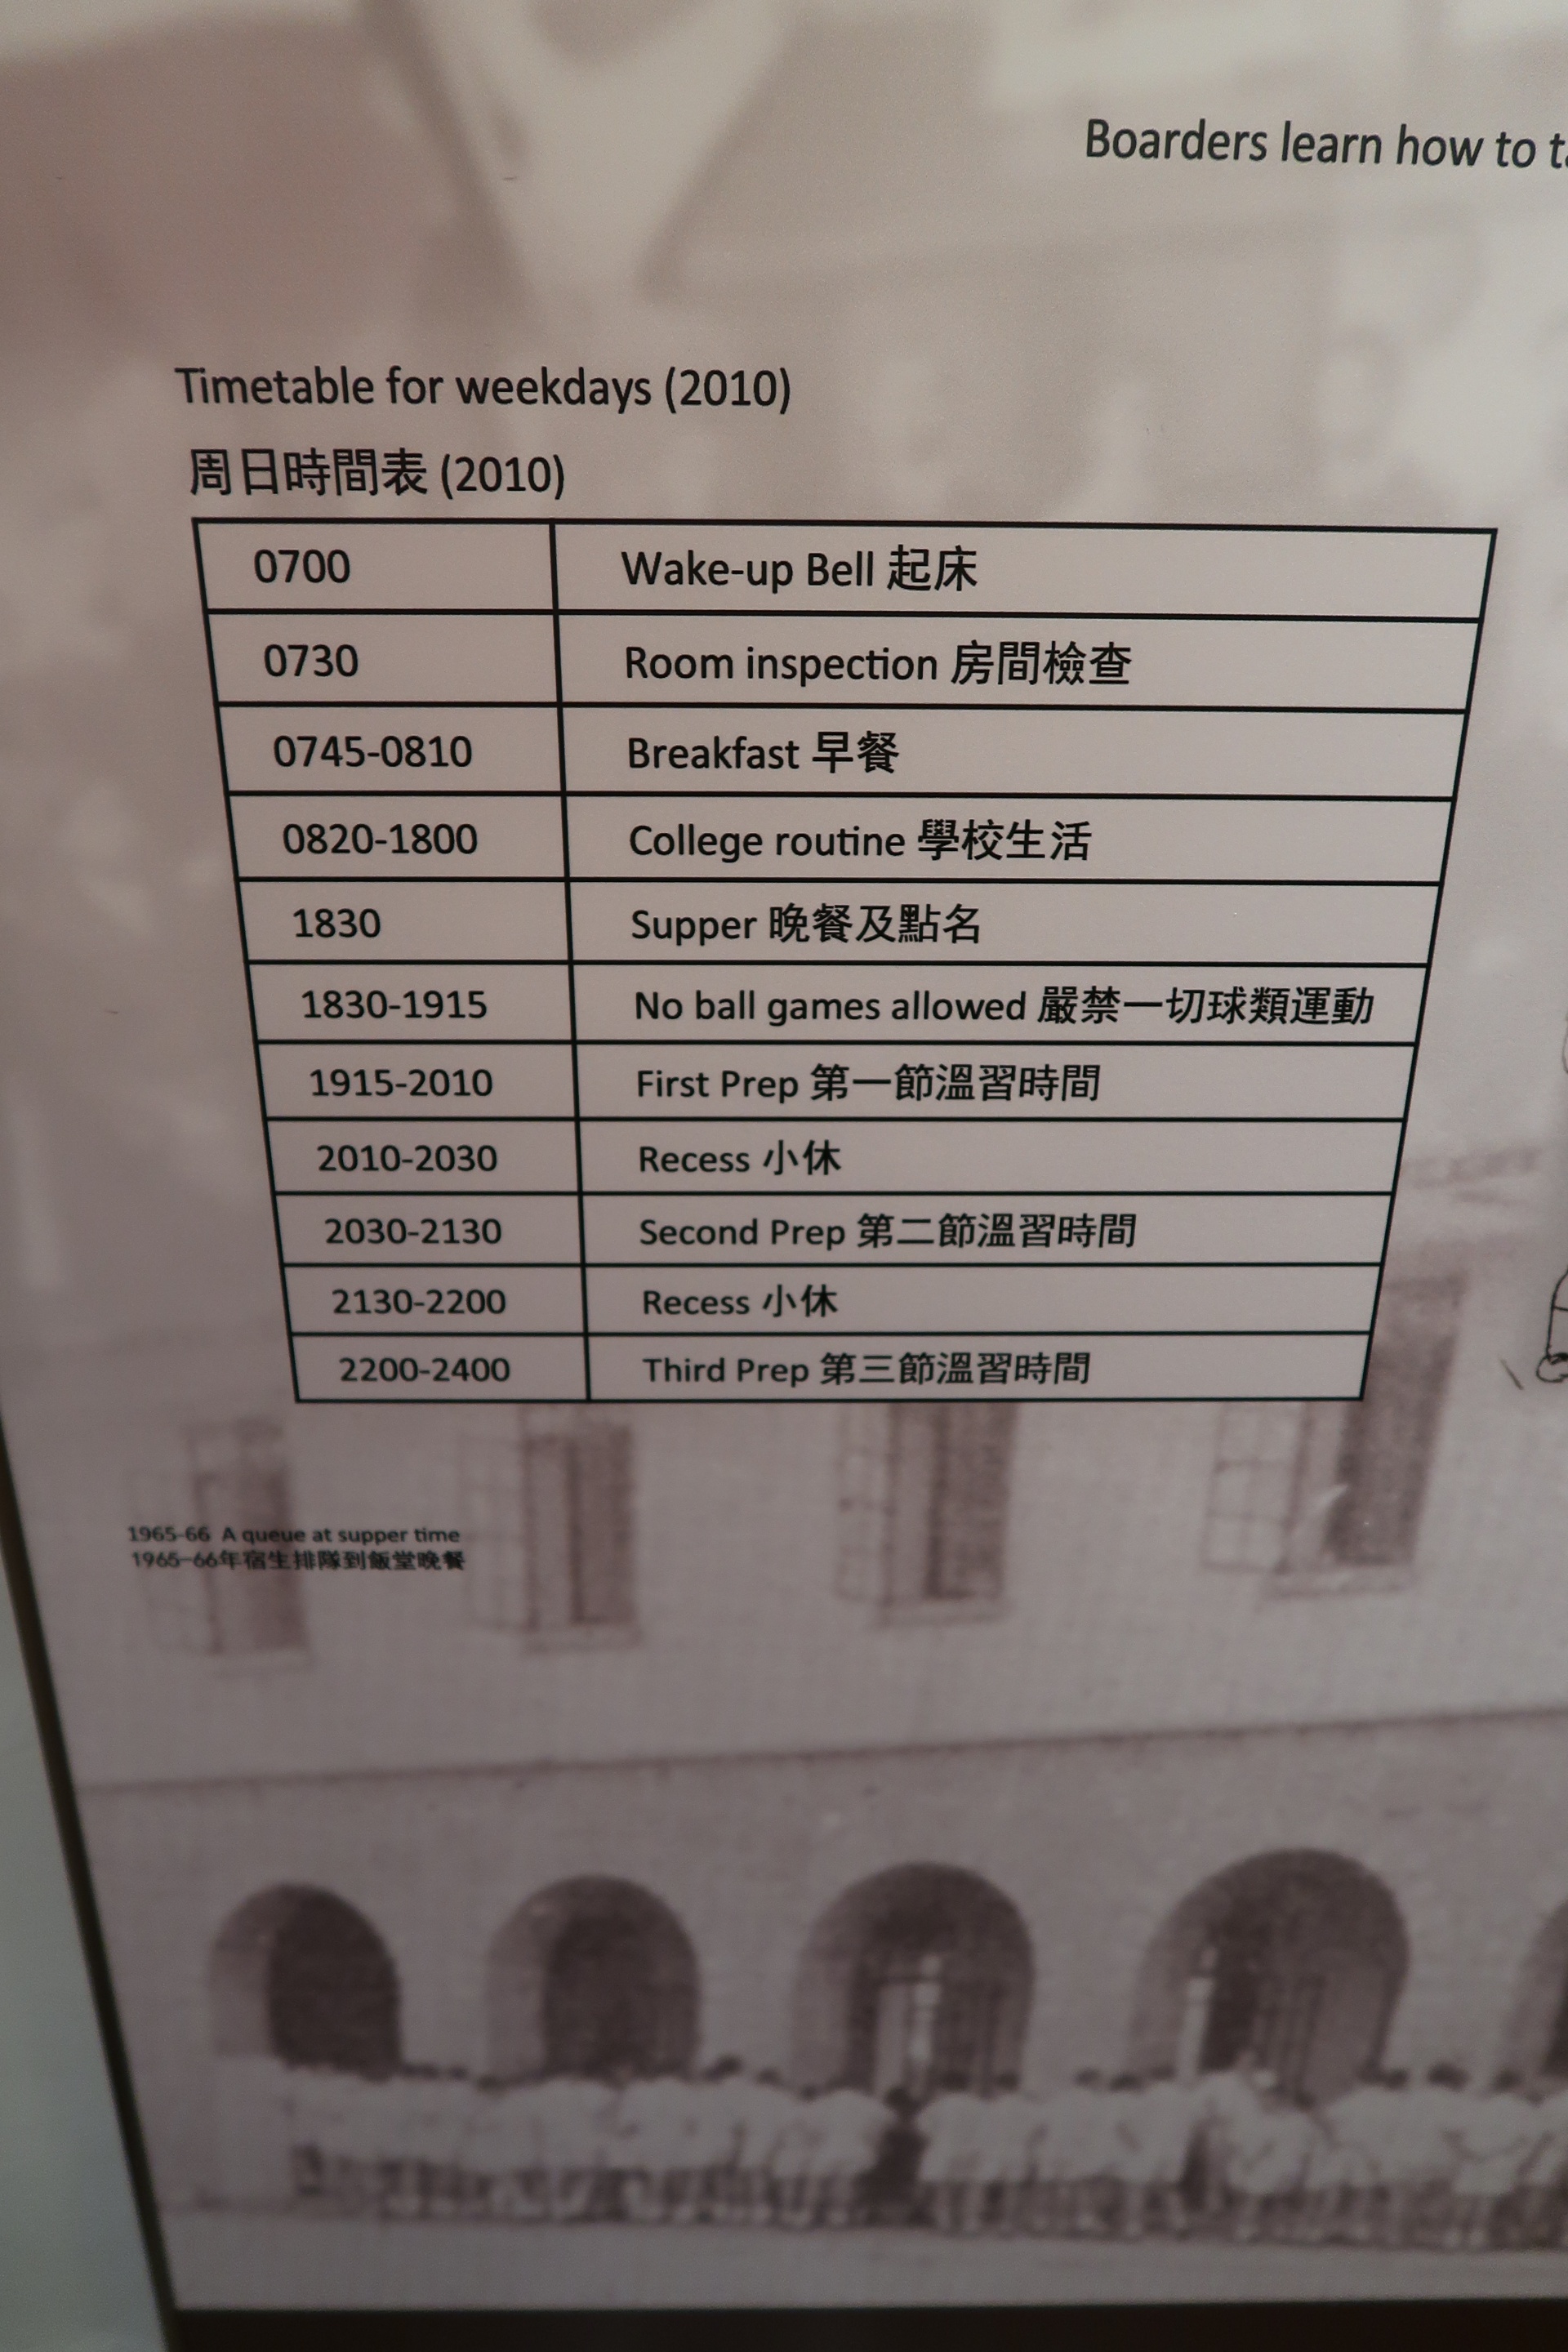 Boarders learn how to
Timetable for weekdays (2010)
周日時間表 (2010)
0700 Wake-up Bell 起床
0730 Room inspection 房間檢查
0745-0810 Breakfast 早餐
0820-1800 College routine 學校生活
1830 Supper 晚餐及點名
1830-1915 No ball games allowed 嚴禁一切球類運動
1915-2010 First Prep 第一節溫習時間
2010-2030 Recess 小休
2030-2130 Second Prep 第二節溫習時間
2130-2200 Recess 小休
2200-2400 Third Prep 第三節溫習時間
1965-66 A queue at supper time
1965-66年宿生排隊到飯堂晚餐